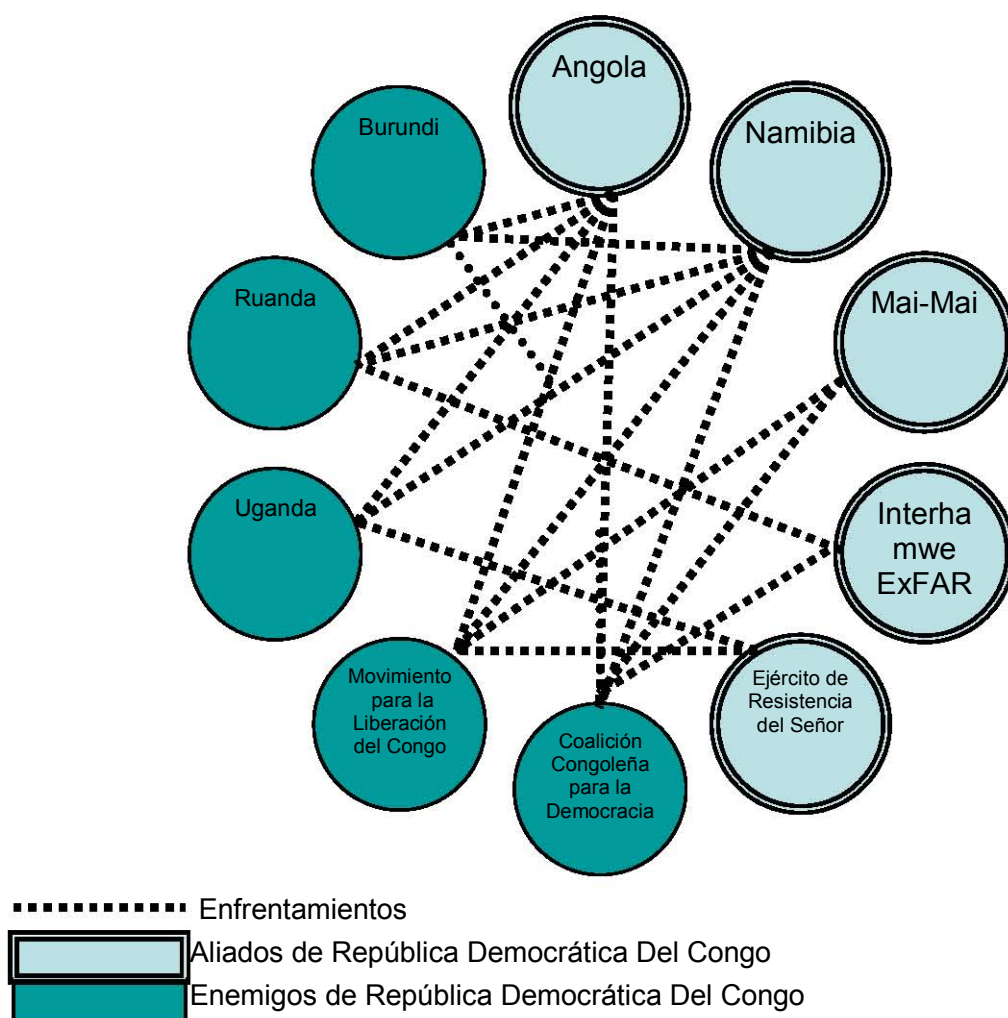 Angola
Burundi
Namibia
Ruanda
Mai-Mai
Uganda
Interha
mwe
ExFAR
Movimiento
para la
Liberación
del Congo
Coalición
Congoleña
para la
Democracia
Ejército de
Resistencia
del Señor
Enfrentamientos
Aliados de República Democrática Del Congo
Enemigos de República Democrática Del Congo